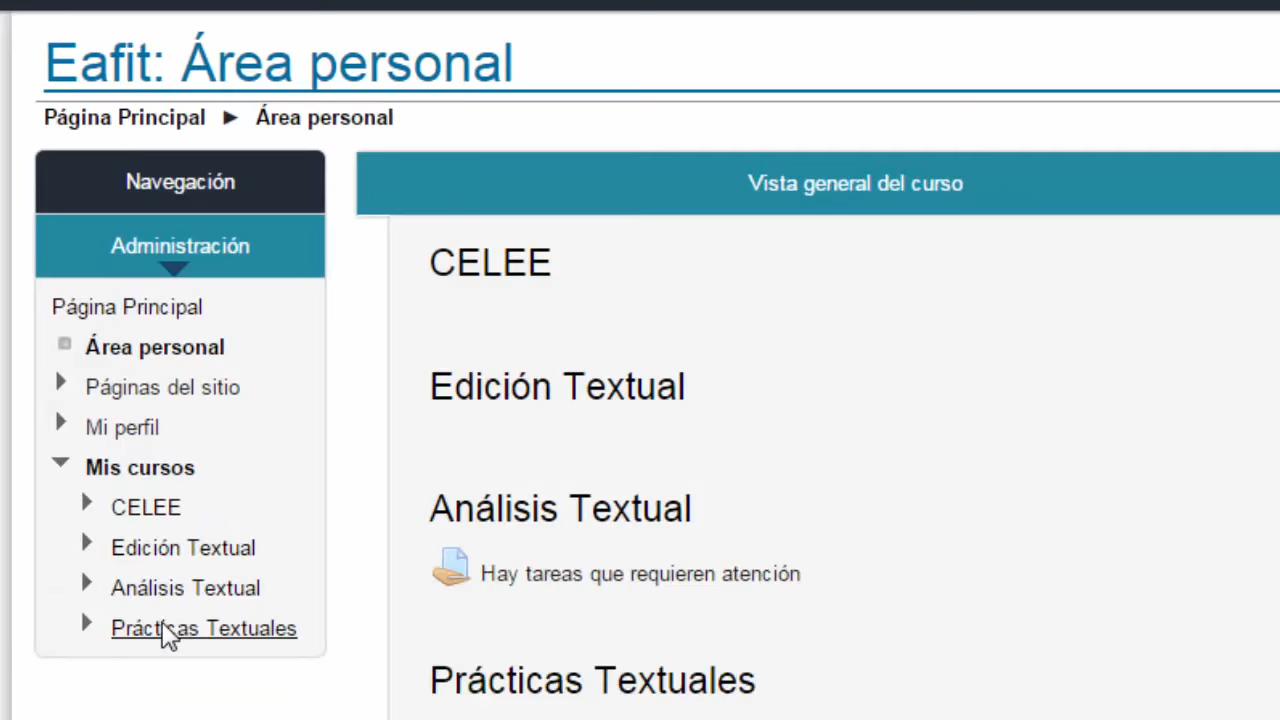 Eafit: Área personal
Página Principal ► Área personal
Navegación
Administración
Página Principal
Área personal
Páginas del sitio
Mi perfil
Mis cursos
CELEE
Edición Textual
Análisis Textual
Prácticas Textuales
Vista general del curso
CELEE
Edición Textual
Análisis Textual
Hay tareas que requieren atención
Prácticas Textuales